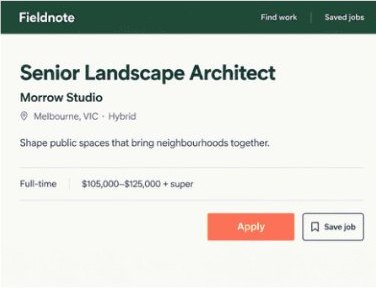 Fieldnote
Find work
Saved jobs
Senior Landscape Architect
Morrow Studio
Melbourne, VIC · Hybrid
Shape public spaces that bring neighbourhoods together.
Full-time
$105,000–$125,000 + super
Apply
Save job